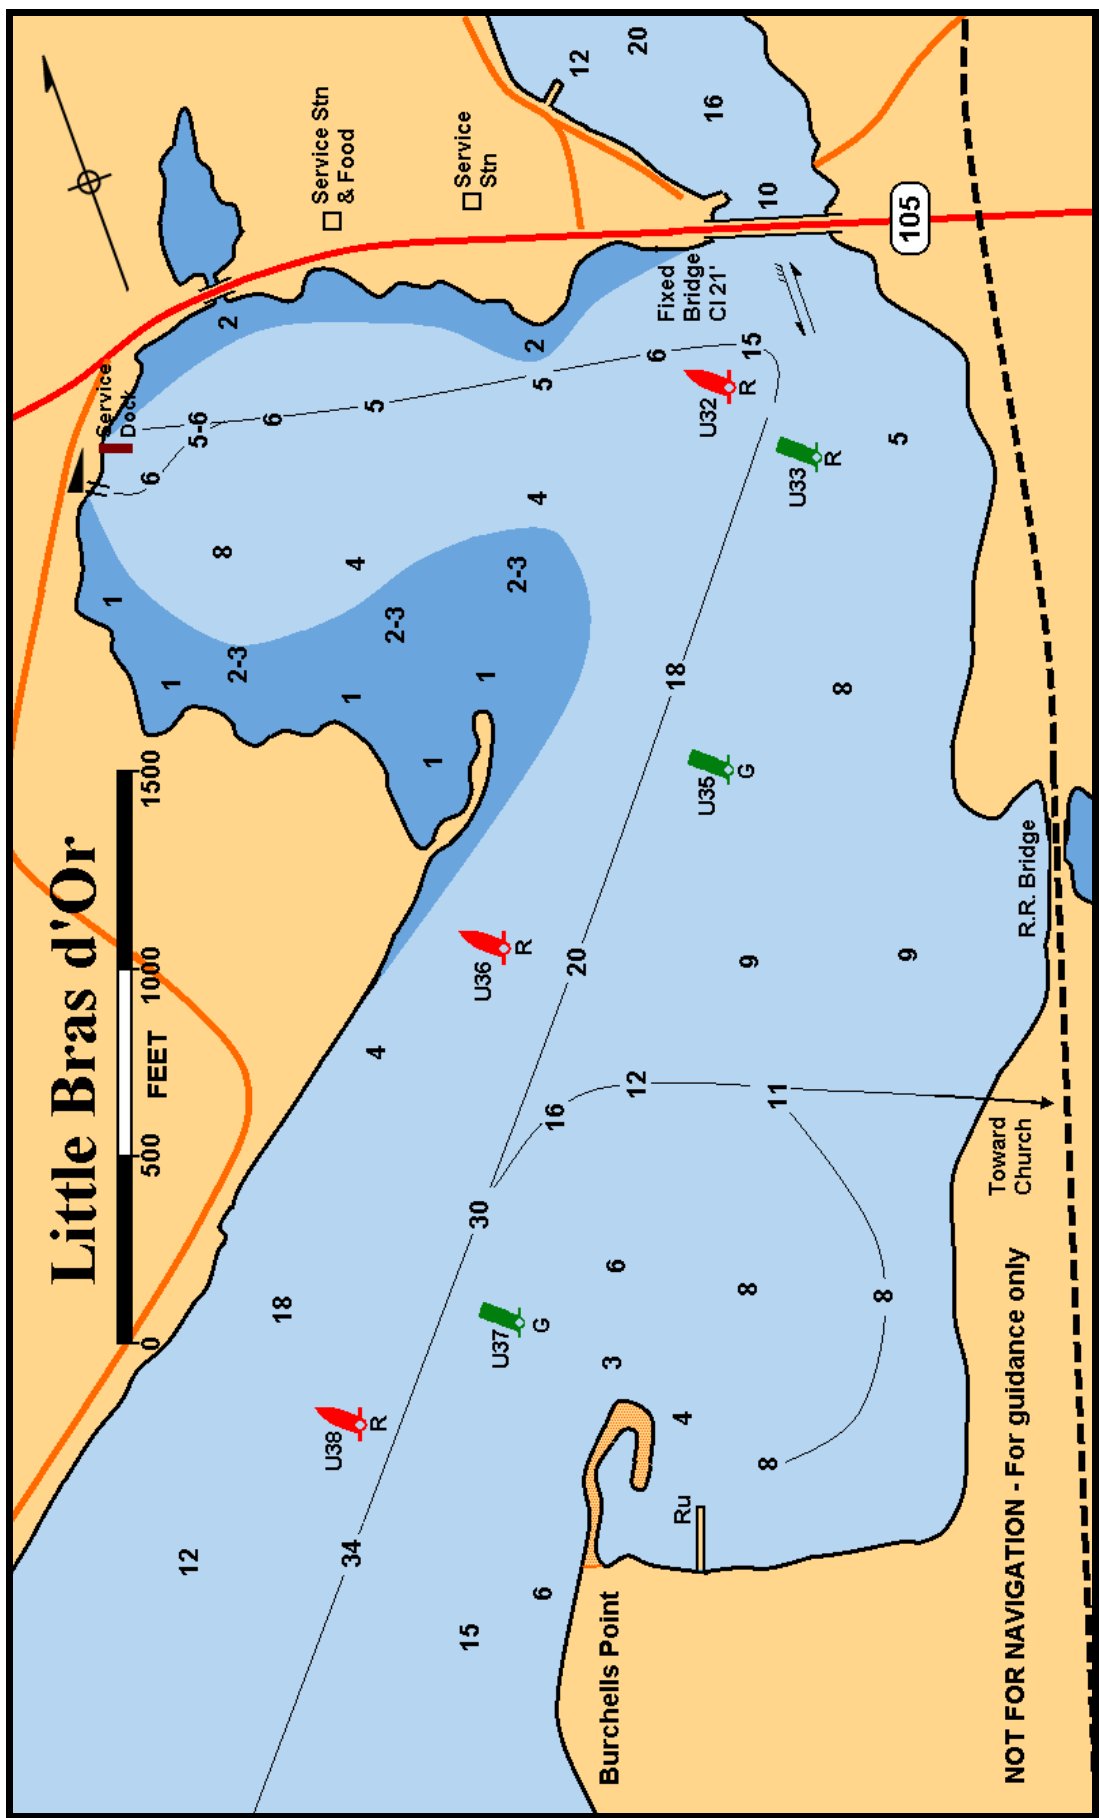 Little Bras d'Or
0 500 1000 1500
FEET
Service
Dock
6
5-6
6
5
5
6
15
2
2
8
4
4
1
1
1
1
1
2-3
2-3
2-3
Service Stn
& Food
Service
Stn
12
20
16
10
105
Fixed
Bridge
Cl 21'
U32
R
U33
R
5
18
8
U35
G
U36
R
20
9
9
4
R.R. Bridge
16
12
11
Toward
Church
30
18
6
8
8
U37
G
3
4
8
U38
R
12
34
15
6
Ru
Burchells Point
NOT FOR NAVIGATION - For guidance only